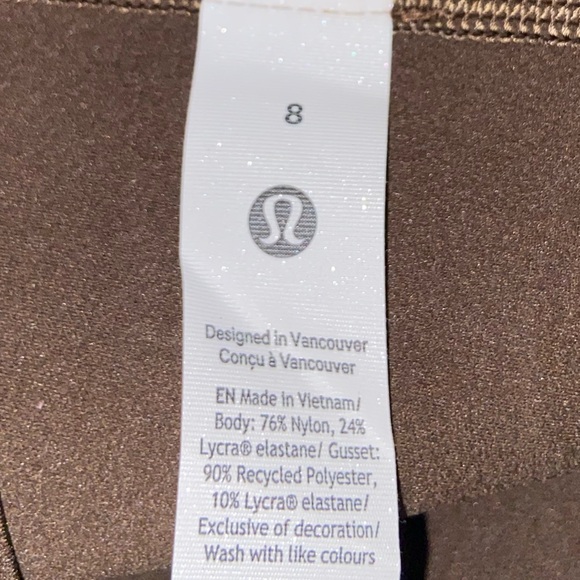 8
Designed in Vancouver
Conçu à Vancouver
EN Made in Vietnam/
Body: 76% Nylon, 24%
Lycra® elastane/ Gusset:
90% Recycled Polyester,
10% Lycra® elastane/
Exclusive of decoration/
Wash with like colours